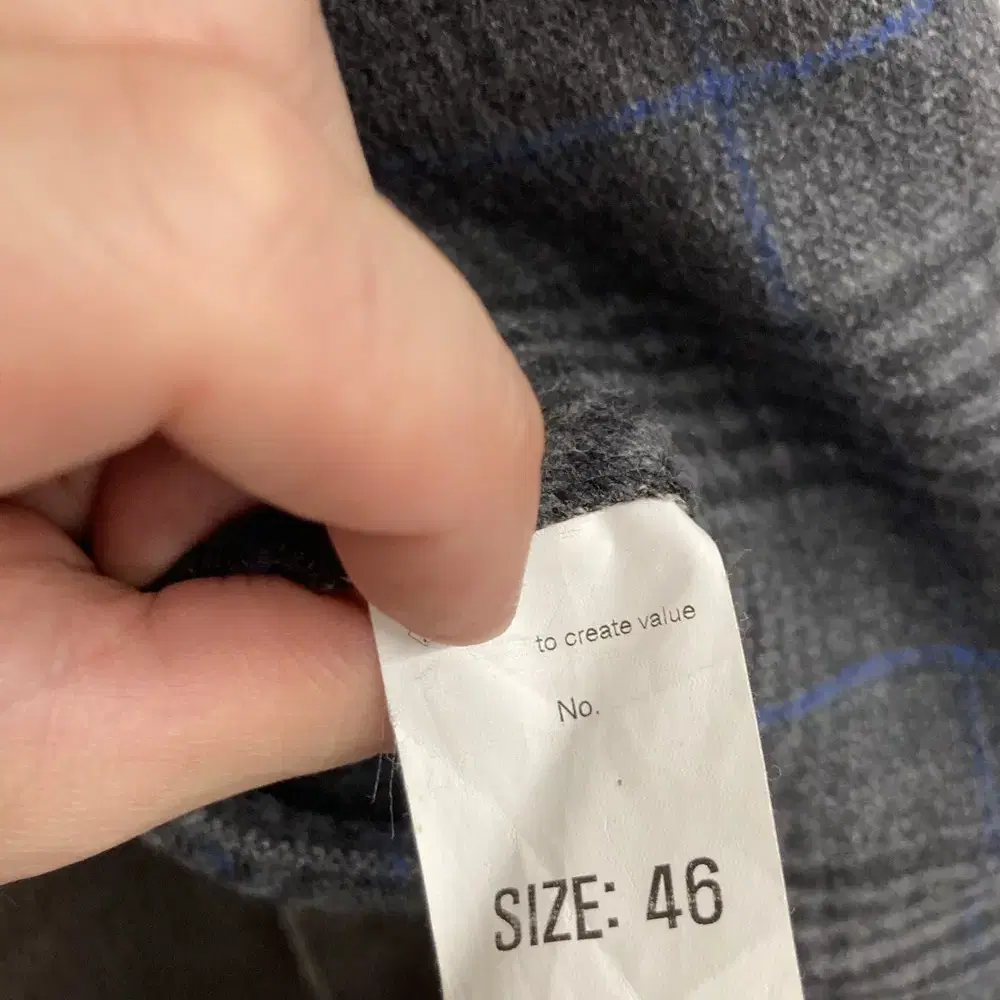 to create value
No.
SIZE: 46